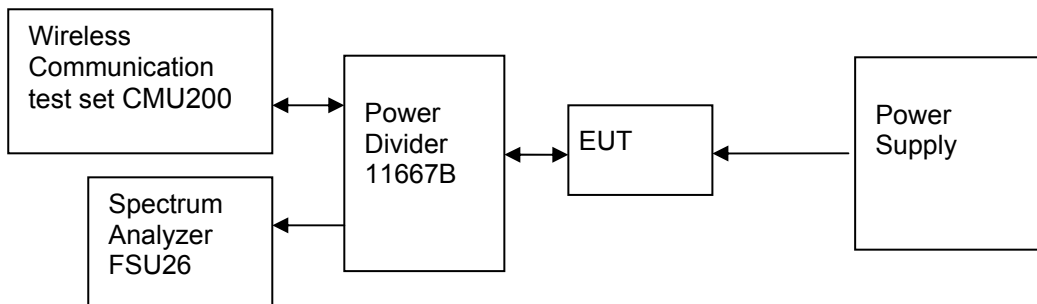 Wireless
Communication
test set CMU200
Power
Divider
11667B
EUT
Power
Supply
Spectrum
Analyzer
FSU26